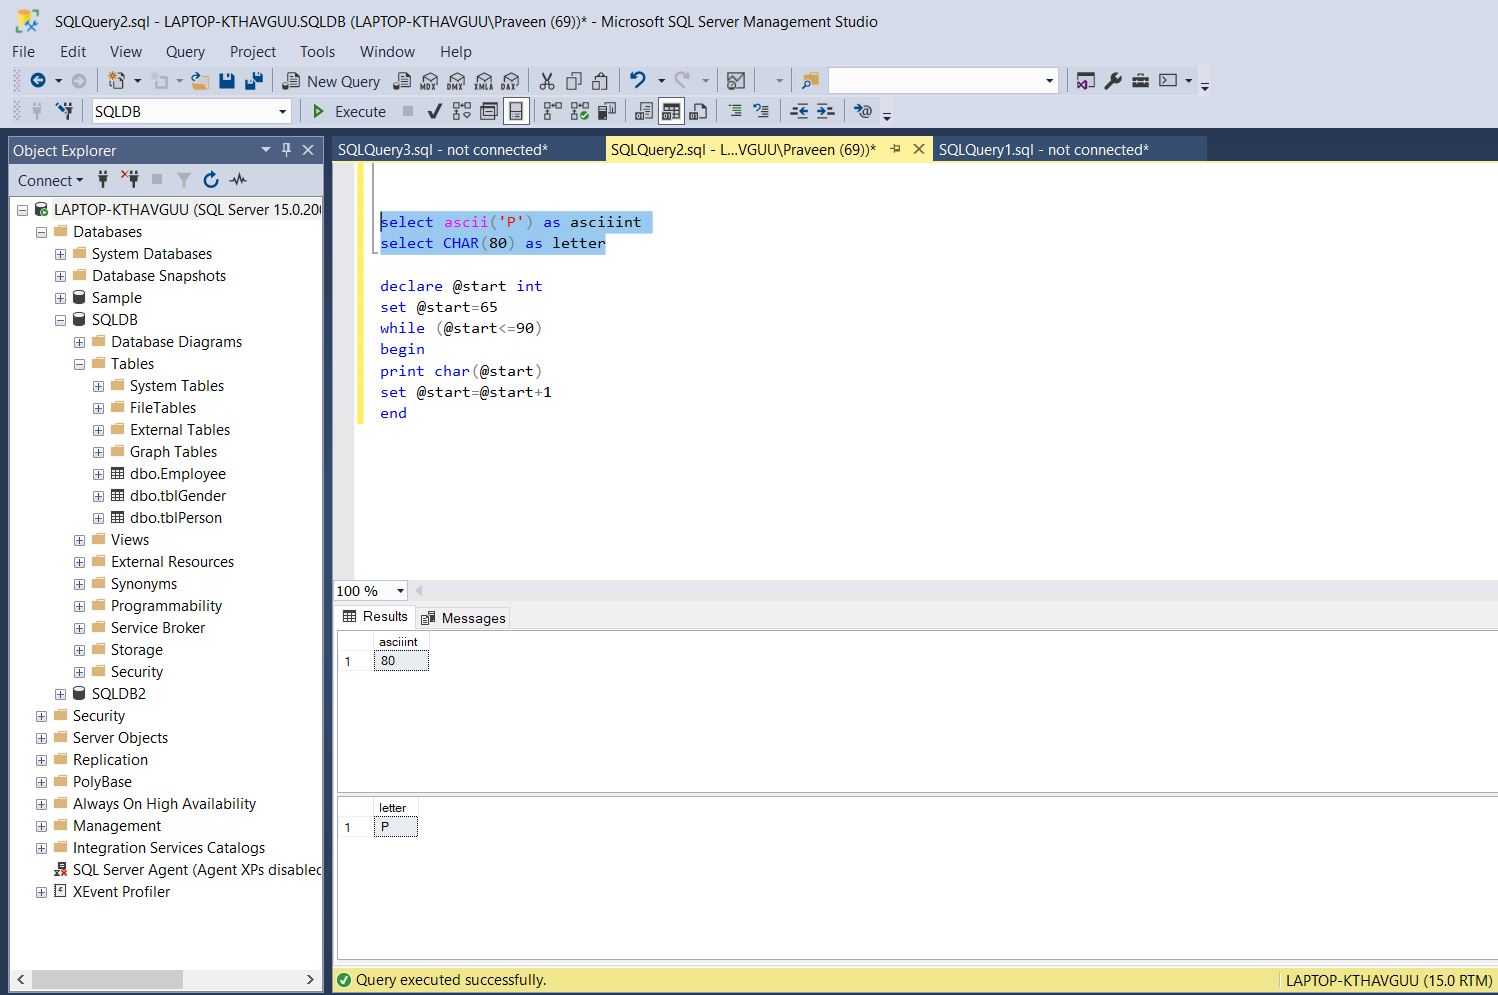 SQLQuery2.sql - LAPTOP-KTHAVGUU.SQLDB (LAPTOP-KTHAVGUU\Praveen (69))* - Microsoft SQL Server Management Studio
File Edit View Query Project Tools Window Help
New Query MDX DMX XMLA DAX
SQLDB Execute
Object Explorer
Connect
LAPTOP-KTHAVGUU (SQL Server 15.0.200
Databases
System Databases
Database Snapshots
Sample
SQLDB
Database Diagrams
Tables
System Tables
FileTables
External Tables
Graph Tables
dbo.Employee
dbo.tblGender
dbo.tblPerson
Views
External Resources
Synonyms
Programmability
Service Broker
Storage
Security
SQLDB2
Security
Server Objects
Replication
PolyBase
Always On High Availability
Management
Integration Services Catalogs
SQL Server Agent (Agent XPs disabled
XEvent Profiler
SQLQuery3.sql - not connected* SQLQuery2.sql - L...VGUU\Praveen (69))* SQLQuery1.sql - not connected*
select ascii('P') as asciiint
select CHAR(80) as letter
declare @start int
set @start=65
while (@start<=90)
begin
print char(@start)
set @start=@start+1
end
100 %
Results Messages
asciiint
1 80
letter
1 P
Query executed successfully. LAPTOP-KTHAVGUU (15.0 RTM)